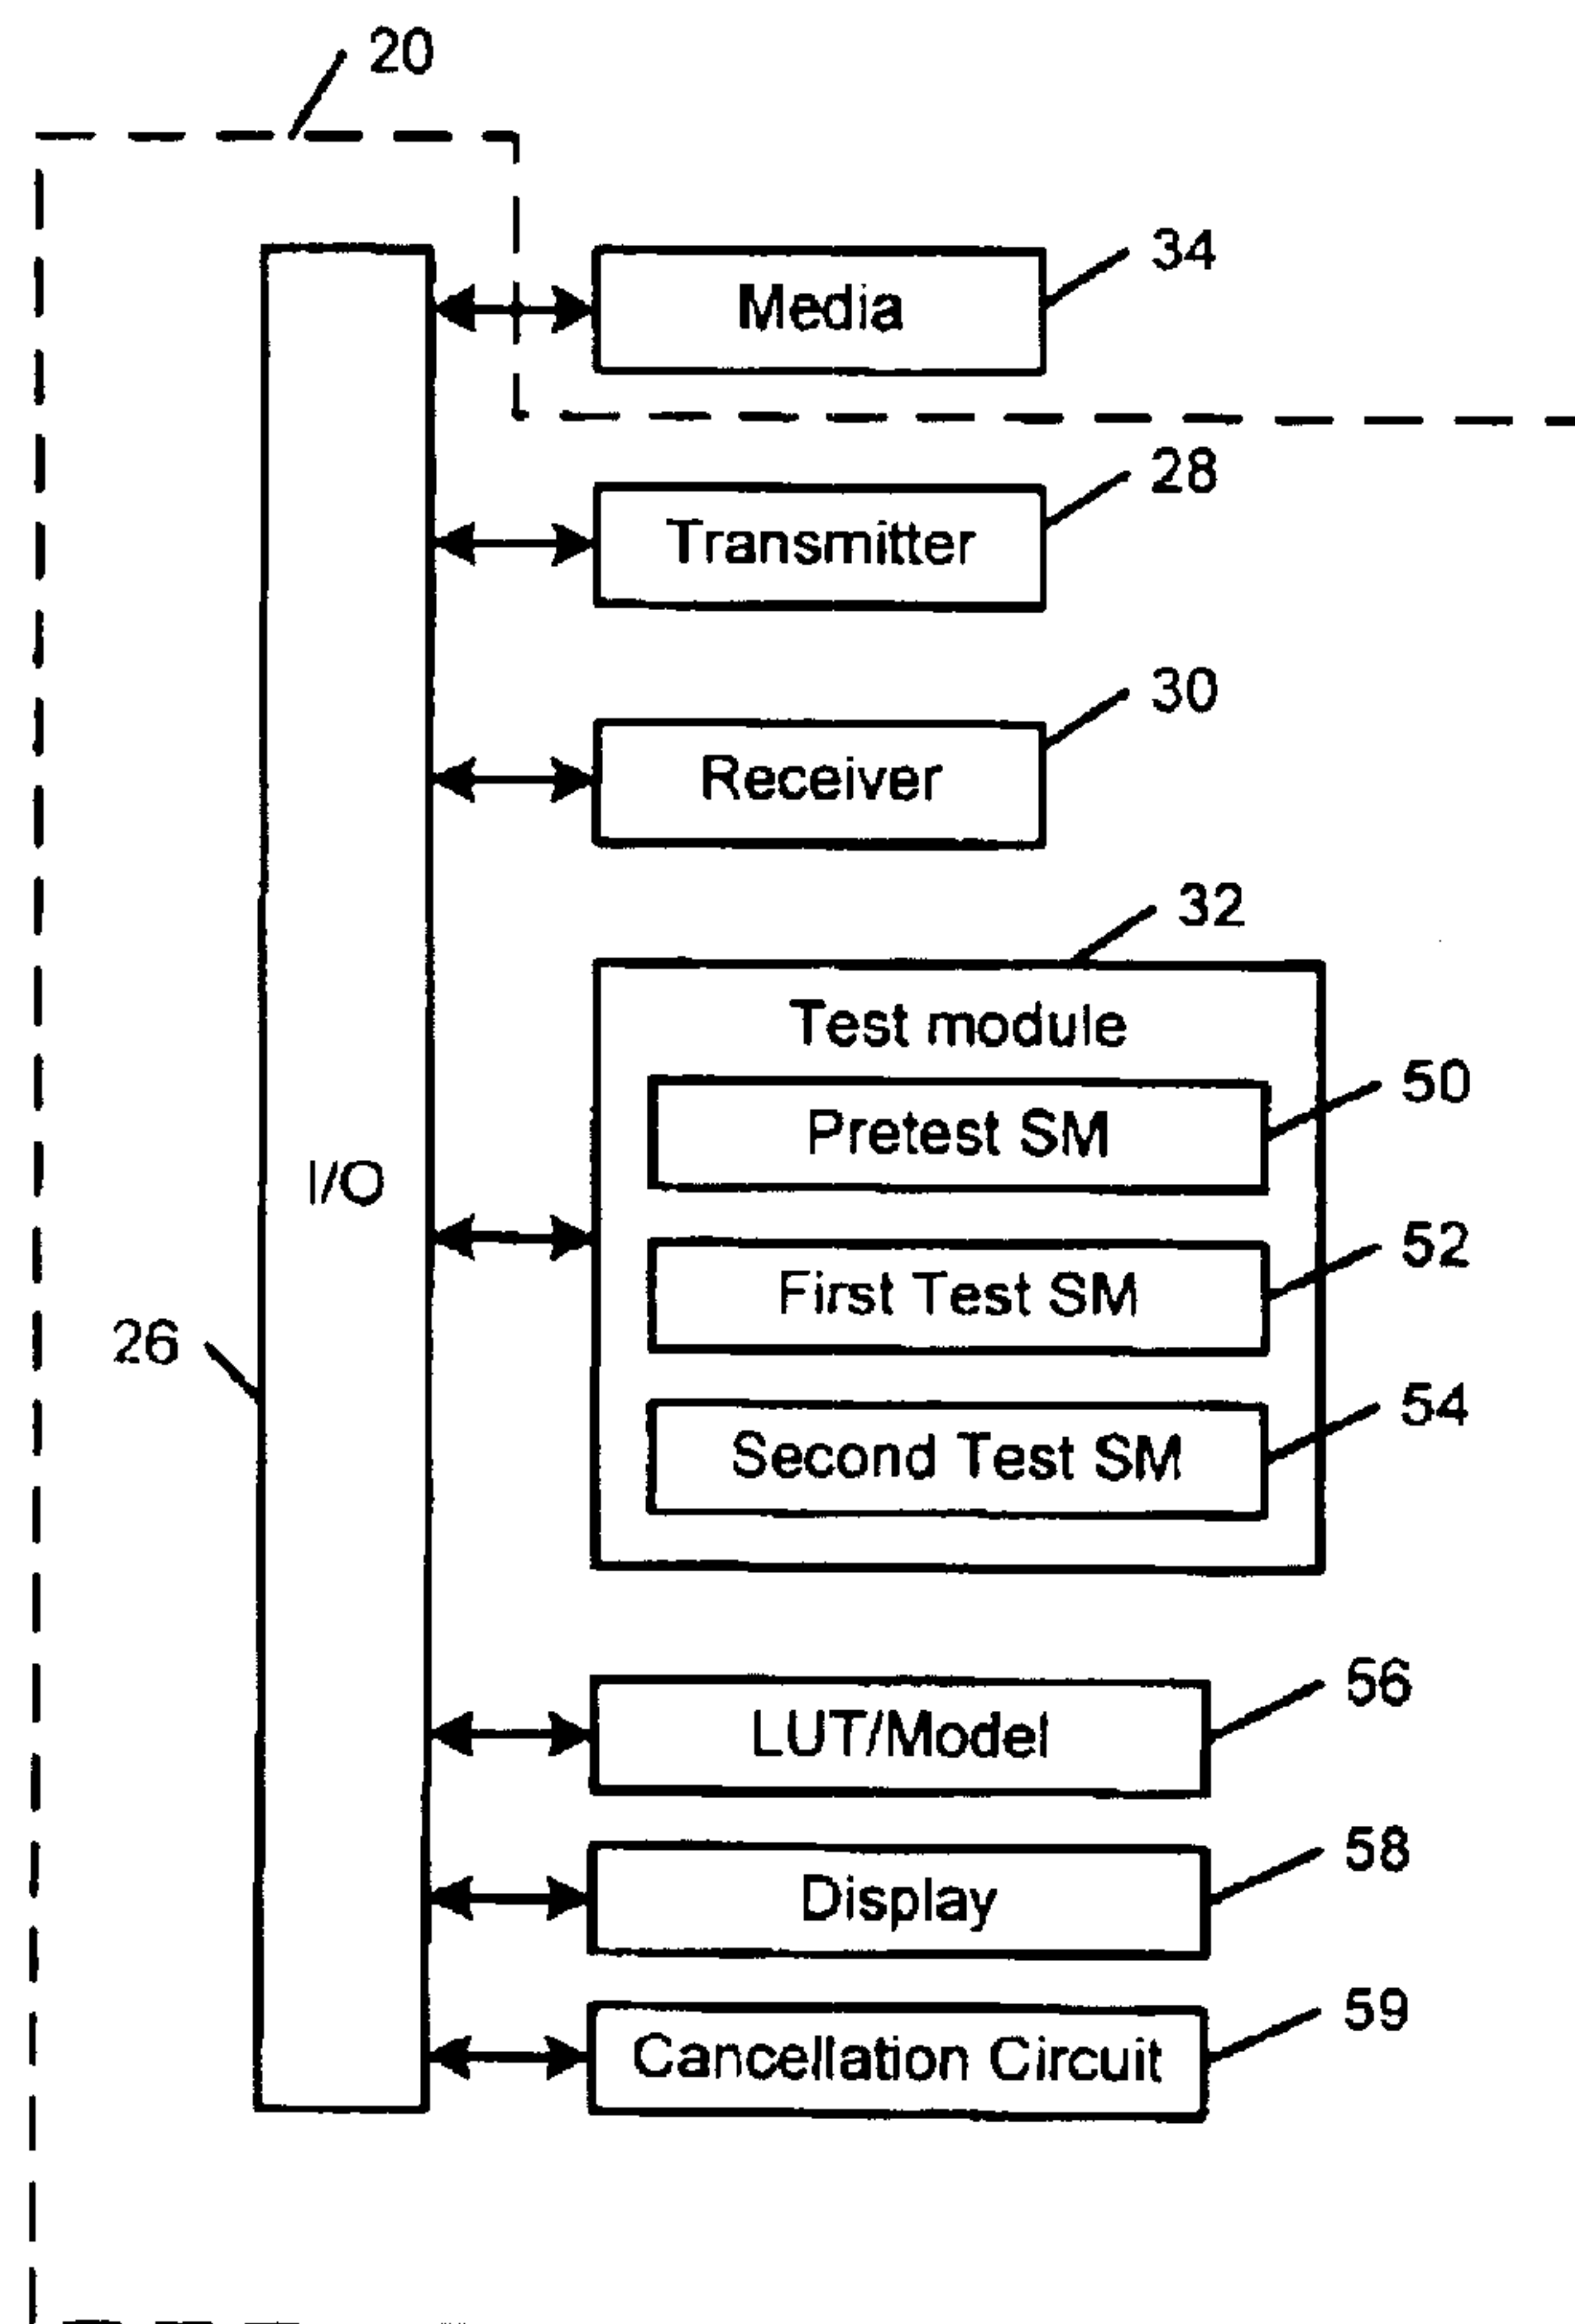 20
34
Media
28
Transmitter
30
Receiver
32
Test module
50
Pretest SM
I/O
52
First Test SM
26
54
Second Test SM
56
LUT/Model
58
Display
59
Cancellation Circuit